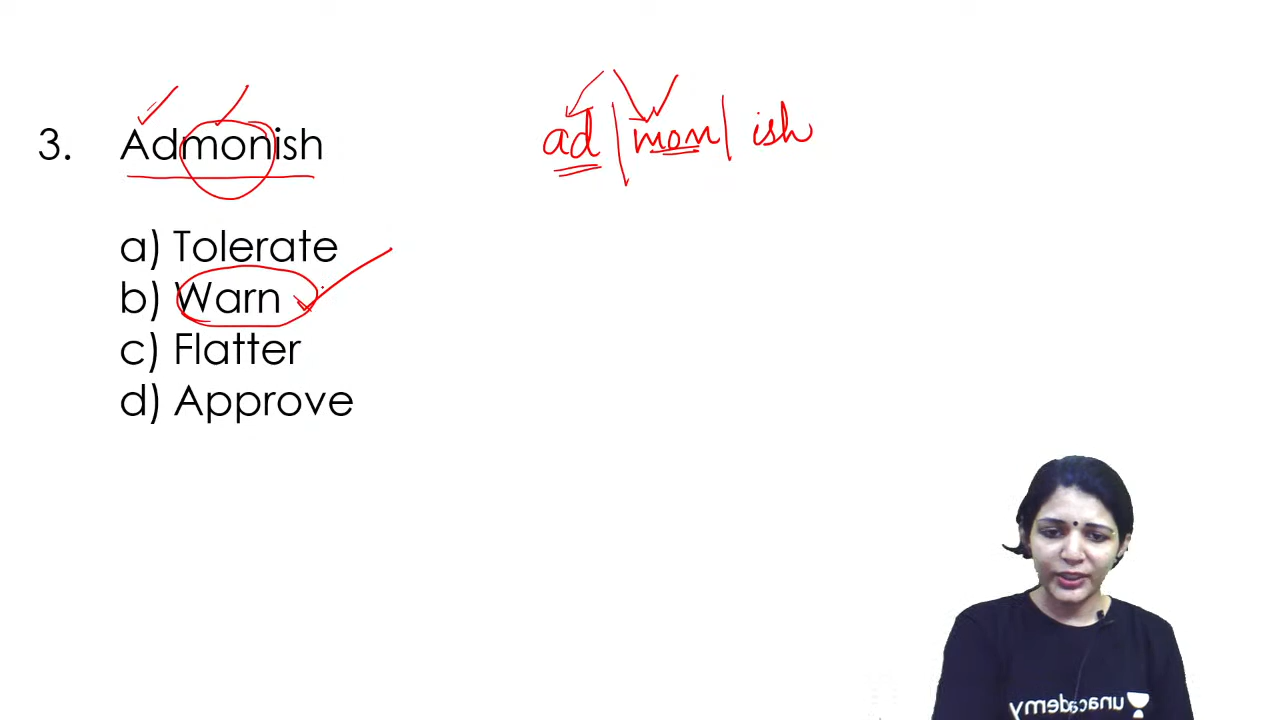 3. Admonish
ad | mon | ish
a) Tolerate
b) Warn
c) Flatter
d) Approve
unacademy